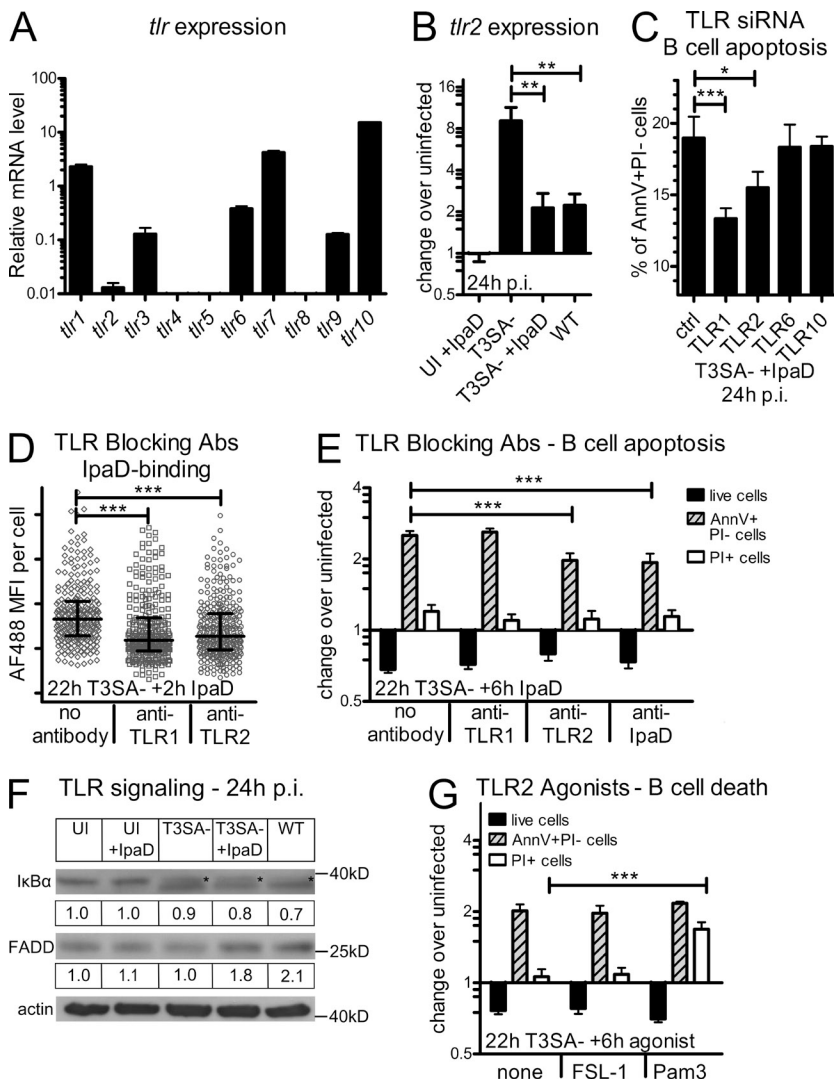 A
tlr expression
Relative mRNA level
100
10
1
0.1
0.01
tlr1
tlr2
tlr3
tlr4
tlr5
tlr6
tlr7
tlr8
tlr9
tlr10
B
tlr2 expression
change over uninfected
16
8
4
2
1
0.5
**
**
24h p.i.
UI +IpaD
T3SA-
T3SA- +IpaD
WT
C
TLR siRNA
B cell apoptosis
% of AnnV+PI- cells
18
15
13
10
*
***
ctrl
TLR1
TLR2
TLR6
TLR10
T3SA- +IpaD
24h p.i.
D
TLR Blocking Abs
IpaD-binding
AF488 MFI per cell
***
***
22h T3SA- +2h IpaD
no
antibody
anti-
TLR1
anti-
TLR2
E
TLR Blocking Abs - B cell apoptosis
change over uninfected
4
2
1
0.5
***
***
live cells
AnnV+
PI- cells
PI+ cells
22h T3SA- +6h IpaD
no
antibody
anti-
TLR1
anti-
TLR2
anti-
IpaD
F
TLR signaling - 24h p.i.
UI
UI
+IpaD
T3SA-
T3SA-
+IpaD
WT
IκBα
* * *
40kD
1.0 1.0 0.9 0.8 0.7
FADD
25kD
1.0 1.1 1.0 1.8 2.1
actin
40kD
G
TLR2 Agonists - B cell death
change over uninfected
4
2
1
0.5
live cells
AnnV+PI- cells
PI+ cells
***
22h T3SA- +6h agonist
none
FSL-1
Pam3